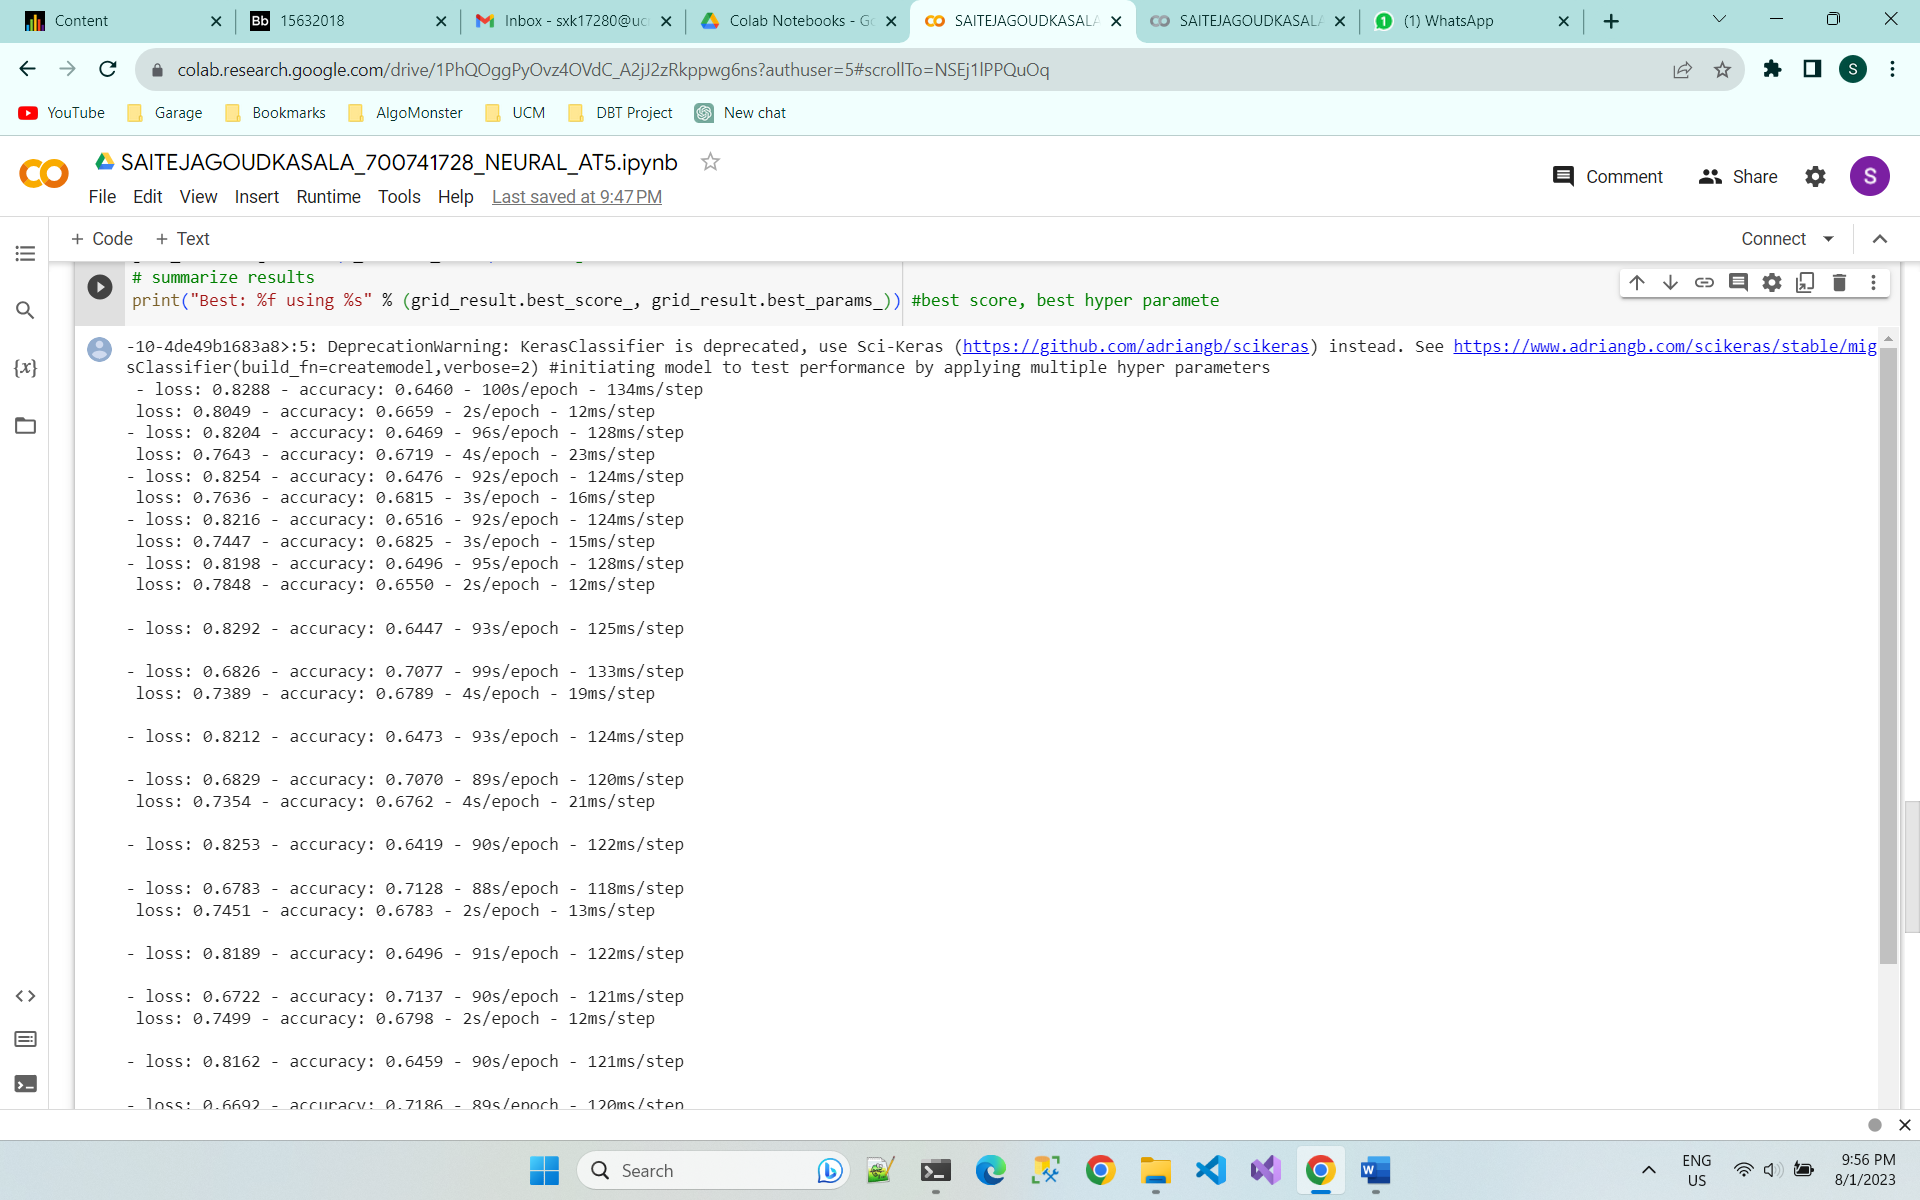 Content
Bb 15632018
Inbox - sxk17280@uc
Colab Notebooks - Go
SAITEJAGOUDKASALA
SAITEJAGOUDKASALA
(1) WhatsApp
colab.research.google.com/drive/1PhQOggPyOvz4OVdC_A2jJ2zRkppwg6ns?authuser=5#scrollTo=NSEj1lPPQuOq
S
YouTube Garage Bookmarks AlgoMonster UCM DBT Project New chat
SAITEJAGOUDKASALA_700741728_NEURAL_AT5.ipynb
File Edit View Insert Runtime Tools Help Last saved at 9:47 PM
Comment Share S
+ Code + Text
Connect
# summarize results
print("Best: %f using %s" % (grid_result.best_score_, grid_result.best_params_)) #best score, best hyper paramete
-10-4de49b1683a8>:5: DeprecationWarning: KerasClassifier is deprecated, use Sci-Keras (https://github.com/adriangb/scikeras) instead. See https://www.adriangb.com/scikeras/stable/mig
sClassifier(build_fn=createmodel,verbose=2) #initiating model to test performance by applying multiple hyper parameters
- loss: 0.8288 - accuracy: 0.6460 - 100s/epoch - 134ms/step
loss: 0.8049 - accuracy: 0.6659 - 2s/epoch - 12ms/step
- loss: 0.8204 - accuracy: 0.6469 - 96s/epoch - 128ms/step
loss: 0.7643 - accuracy: 0.6719 - 4s/epoch - 23ms/step
- loss: 0.8254 - accuracy: 0.6476 - 92s/epoch - 124ms/step
loss: 0.7636 - accuracy: 0.6815 - 3s/epoch - 16ms/step
- loss: 0.8216 - accuracy: 0.6516 - 92s/epoch - 124ms/step
loss: 0.7447 - accuracy: 0.6825 - 3s/epoch - 15ms/step
- loss: 0.8198 - accuracy: 0.6496 - 95s/epoch - 128ms/step
loss: 0.7848 - accuracy: 0.6550 - 2s/epoch - 12ms/step
- loss: 0.8292 - accuracy: 0.6447 - 93s/epoch - 125ms/step
- loss: 0.6826 - accuracy: 0.7077 - 99s/epoch - 133ms/step
loss: 0.7389 - accuracy: 0.6789 - 4s/epoch - 19ms/step
- loss: 0.8212 - accuracy: 0.6473 - 93s/epoch - 124ms/step
- loss: 0.6829 - accuracy: 0.7070 - 89s/epoch - 120ms/step
loss: 0.7354 - accuracy: 0.6762 - 4s/epoch - 21ms/step
- loss: 0.8253 - accuracy: 0.6419 - 90s/epoch - 122ms/step
- loss: 0.6783 - accuracy: 0.7128 - 88s/epoch - 118ms/step
loss: 0.7451 - accuracy: 0.6783 - 2s/epoch - 13ms/step
- loss: 0.8189 - accuracy: 0.6496 - 91s/epoch - 122ms/step
- loss: 0.6722 - accuracy: 0.7137 - 90s/epoch - 121ms/step
loss: 0.7499 - accuracy: 0.6798 - 2s/epoch - 12ms/step
- loss: 0.8162 - accuracy: 0.6459 - 90s/epoch - 121ms/step
- loss: 0.6692 - accuracy: 0.7186 - 89s/epoch - 120ms/step
Search
ENG
US
9:56 PM
8/1/2023